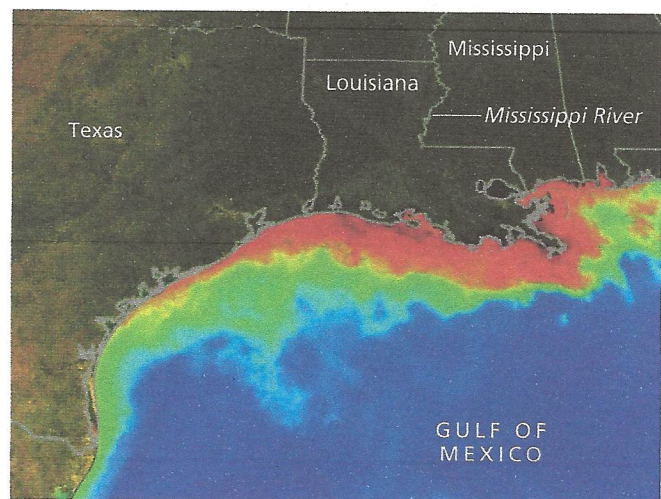 Mississippi
Louisiana
Mississippi River
Texas
GULF OF
MEXICO